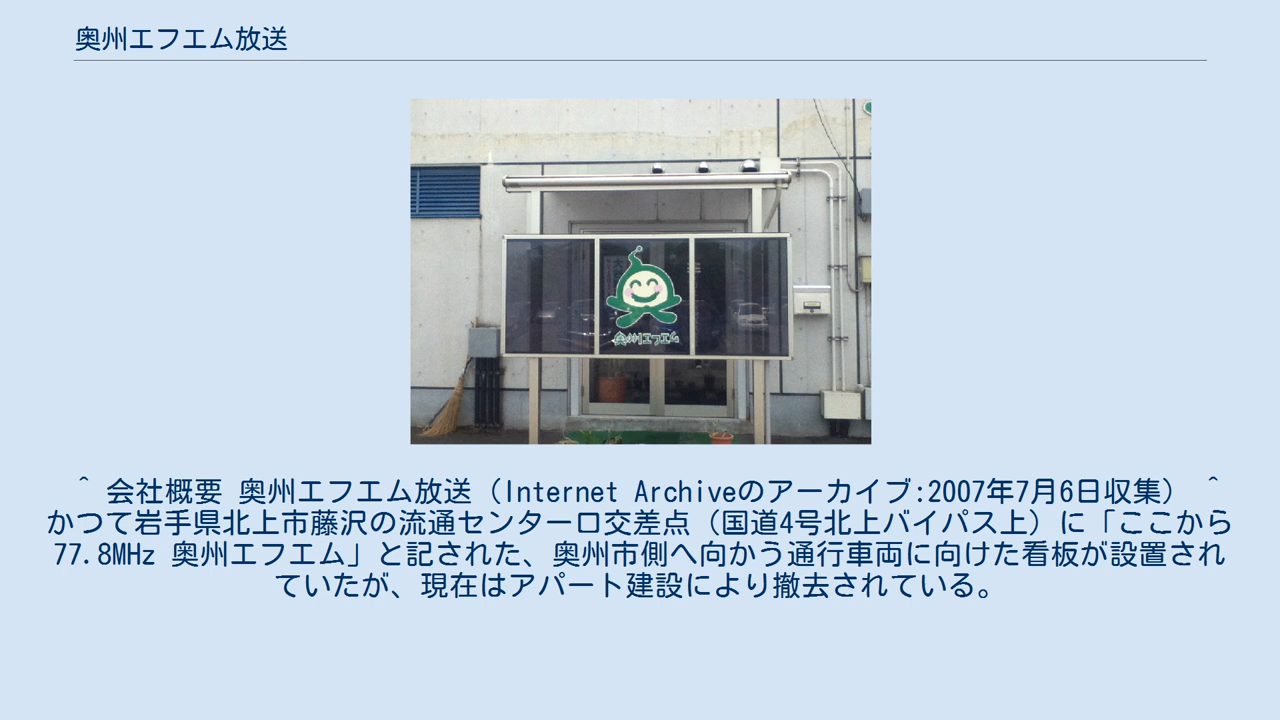 奥州エフエム放送
奥州エフエム
^ 会社概要 奥州エフエム放送（Internet Archiveのアーカイブ:2007年7月6日収集） ^
かつて岩手県北上市藤沢の流通センター口交差点（国道4号北上バイパス上）に「ここから
77.8MHz 奥州エフエム」と記された、奥州市側へ向かう通行車両に向けた看板が設置され
ていたが、現在はアパート建設により撤去されている。